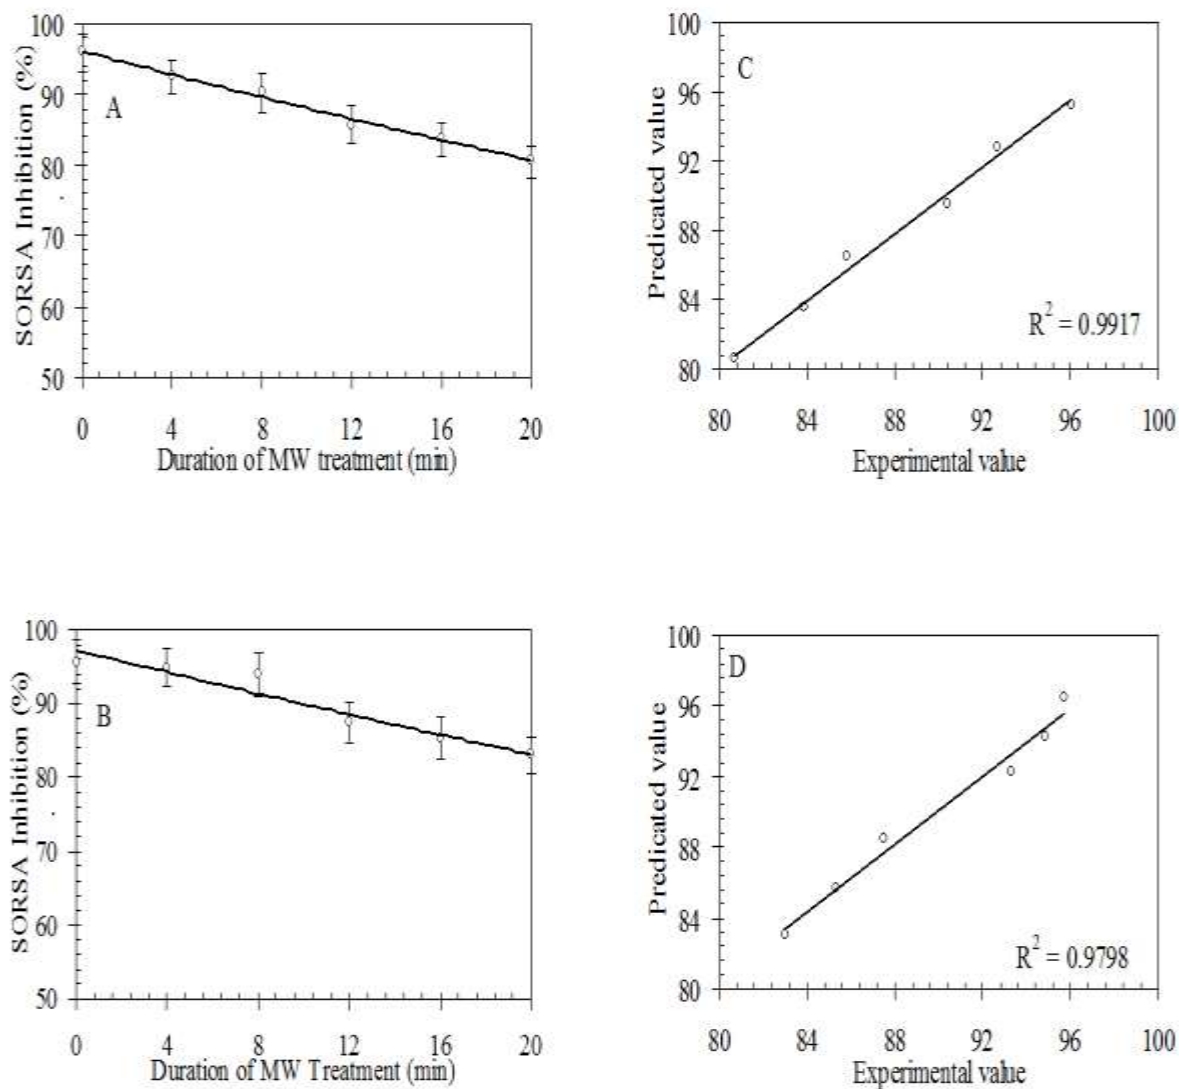 100
90
80
70
60
50
SORSA Inhibition (%)
A
0 4 8 12 16 20
Duration of MW treatment (min)
100
96
92
88
84
80
Predicated value
C
R² = 0.9917
80 84 88 92 96 100
Experimental value
100
90
80
70
60
50
SORSA Inhibition (%)
B
0 4 8 12 16 20
Duration of MW Treatment (min)
100
96
92
88
84
80
Predicated value
D
R² = 0.9798
80 84 88 92 96 100
Experimental value